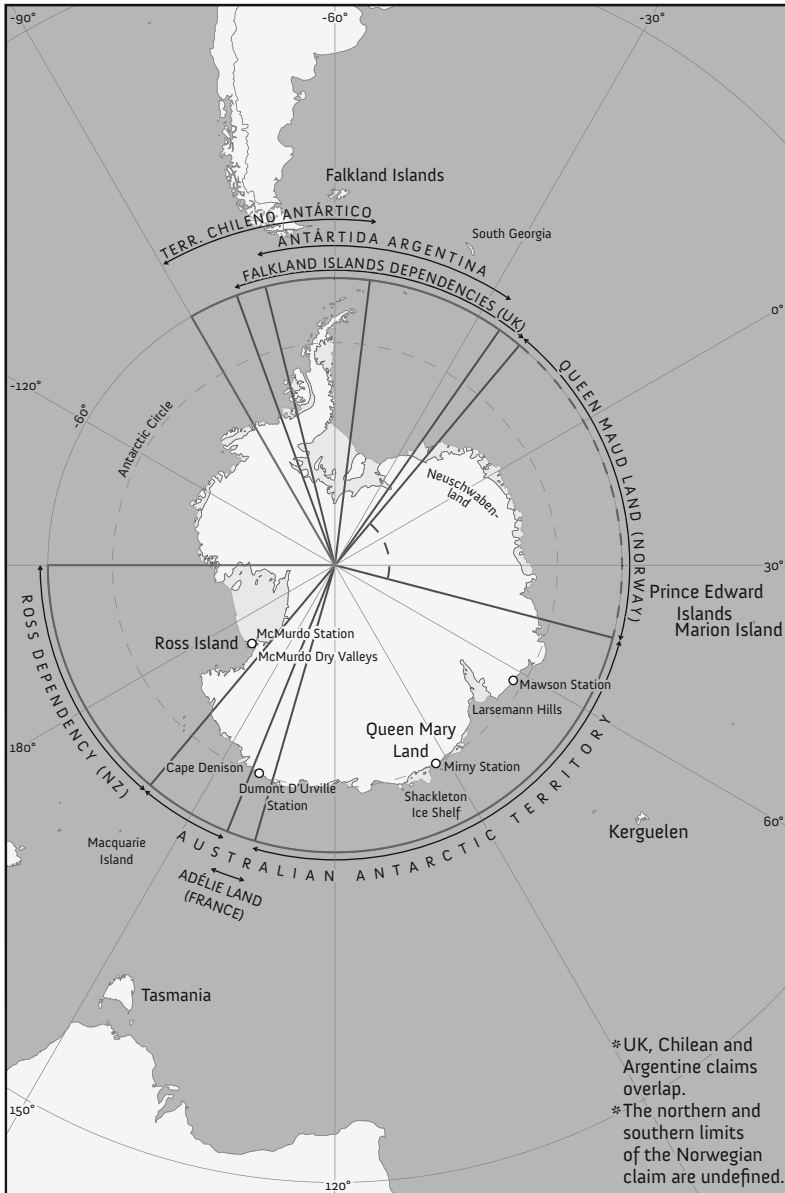 -90°
-60°
-30°
Falkland Islands
TERR. CHILENO ANTÁRTICO
South Georgia
ANTÁRTIDA ARGENTINA
FALKLAND ISLANDS DEPENDENCIES (UK)
0°
QUEEN MAUD LAND (NORWAY)
-120°
-60°
Antarctic Circle
Neuschwaben-
land
30°
Prince Edward
Islands
Marion Island
ROSS DEPENDENCY (NZ)
Ross Island
McMurdo Station
McMurdo Dry Valleys
Mawson Station
Larsemann Hills
Queen Mary
Land
180°
Cape Denison
Mirny Station
Dumont D'Urville
Station
Shackleton
Ice Shelf
Macquarie
Island
Kerguelen
60°
AUSTRALIAN ANTARCTIC TERRITORY
ADÉLIE LAND
(FRANCE)
Tasmania
*UK, Chilean and
Argentine claims
overlap.
*The northern and
southern limits
of the Norwegian
claim are undefined.
150°
120°